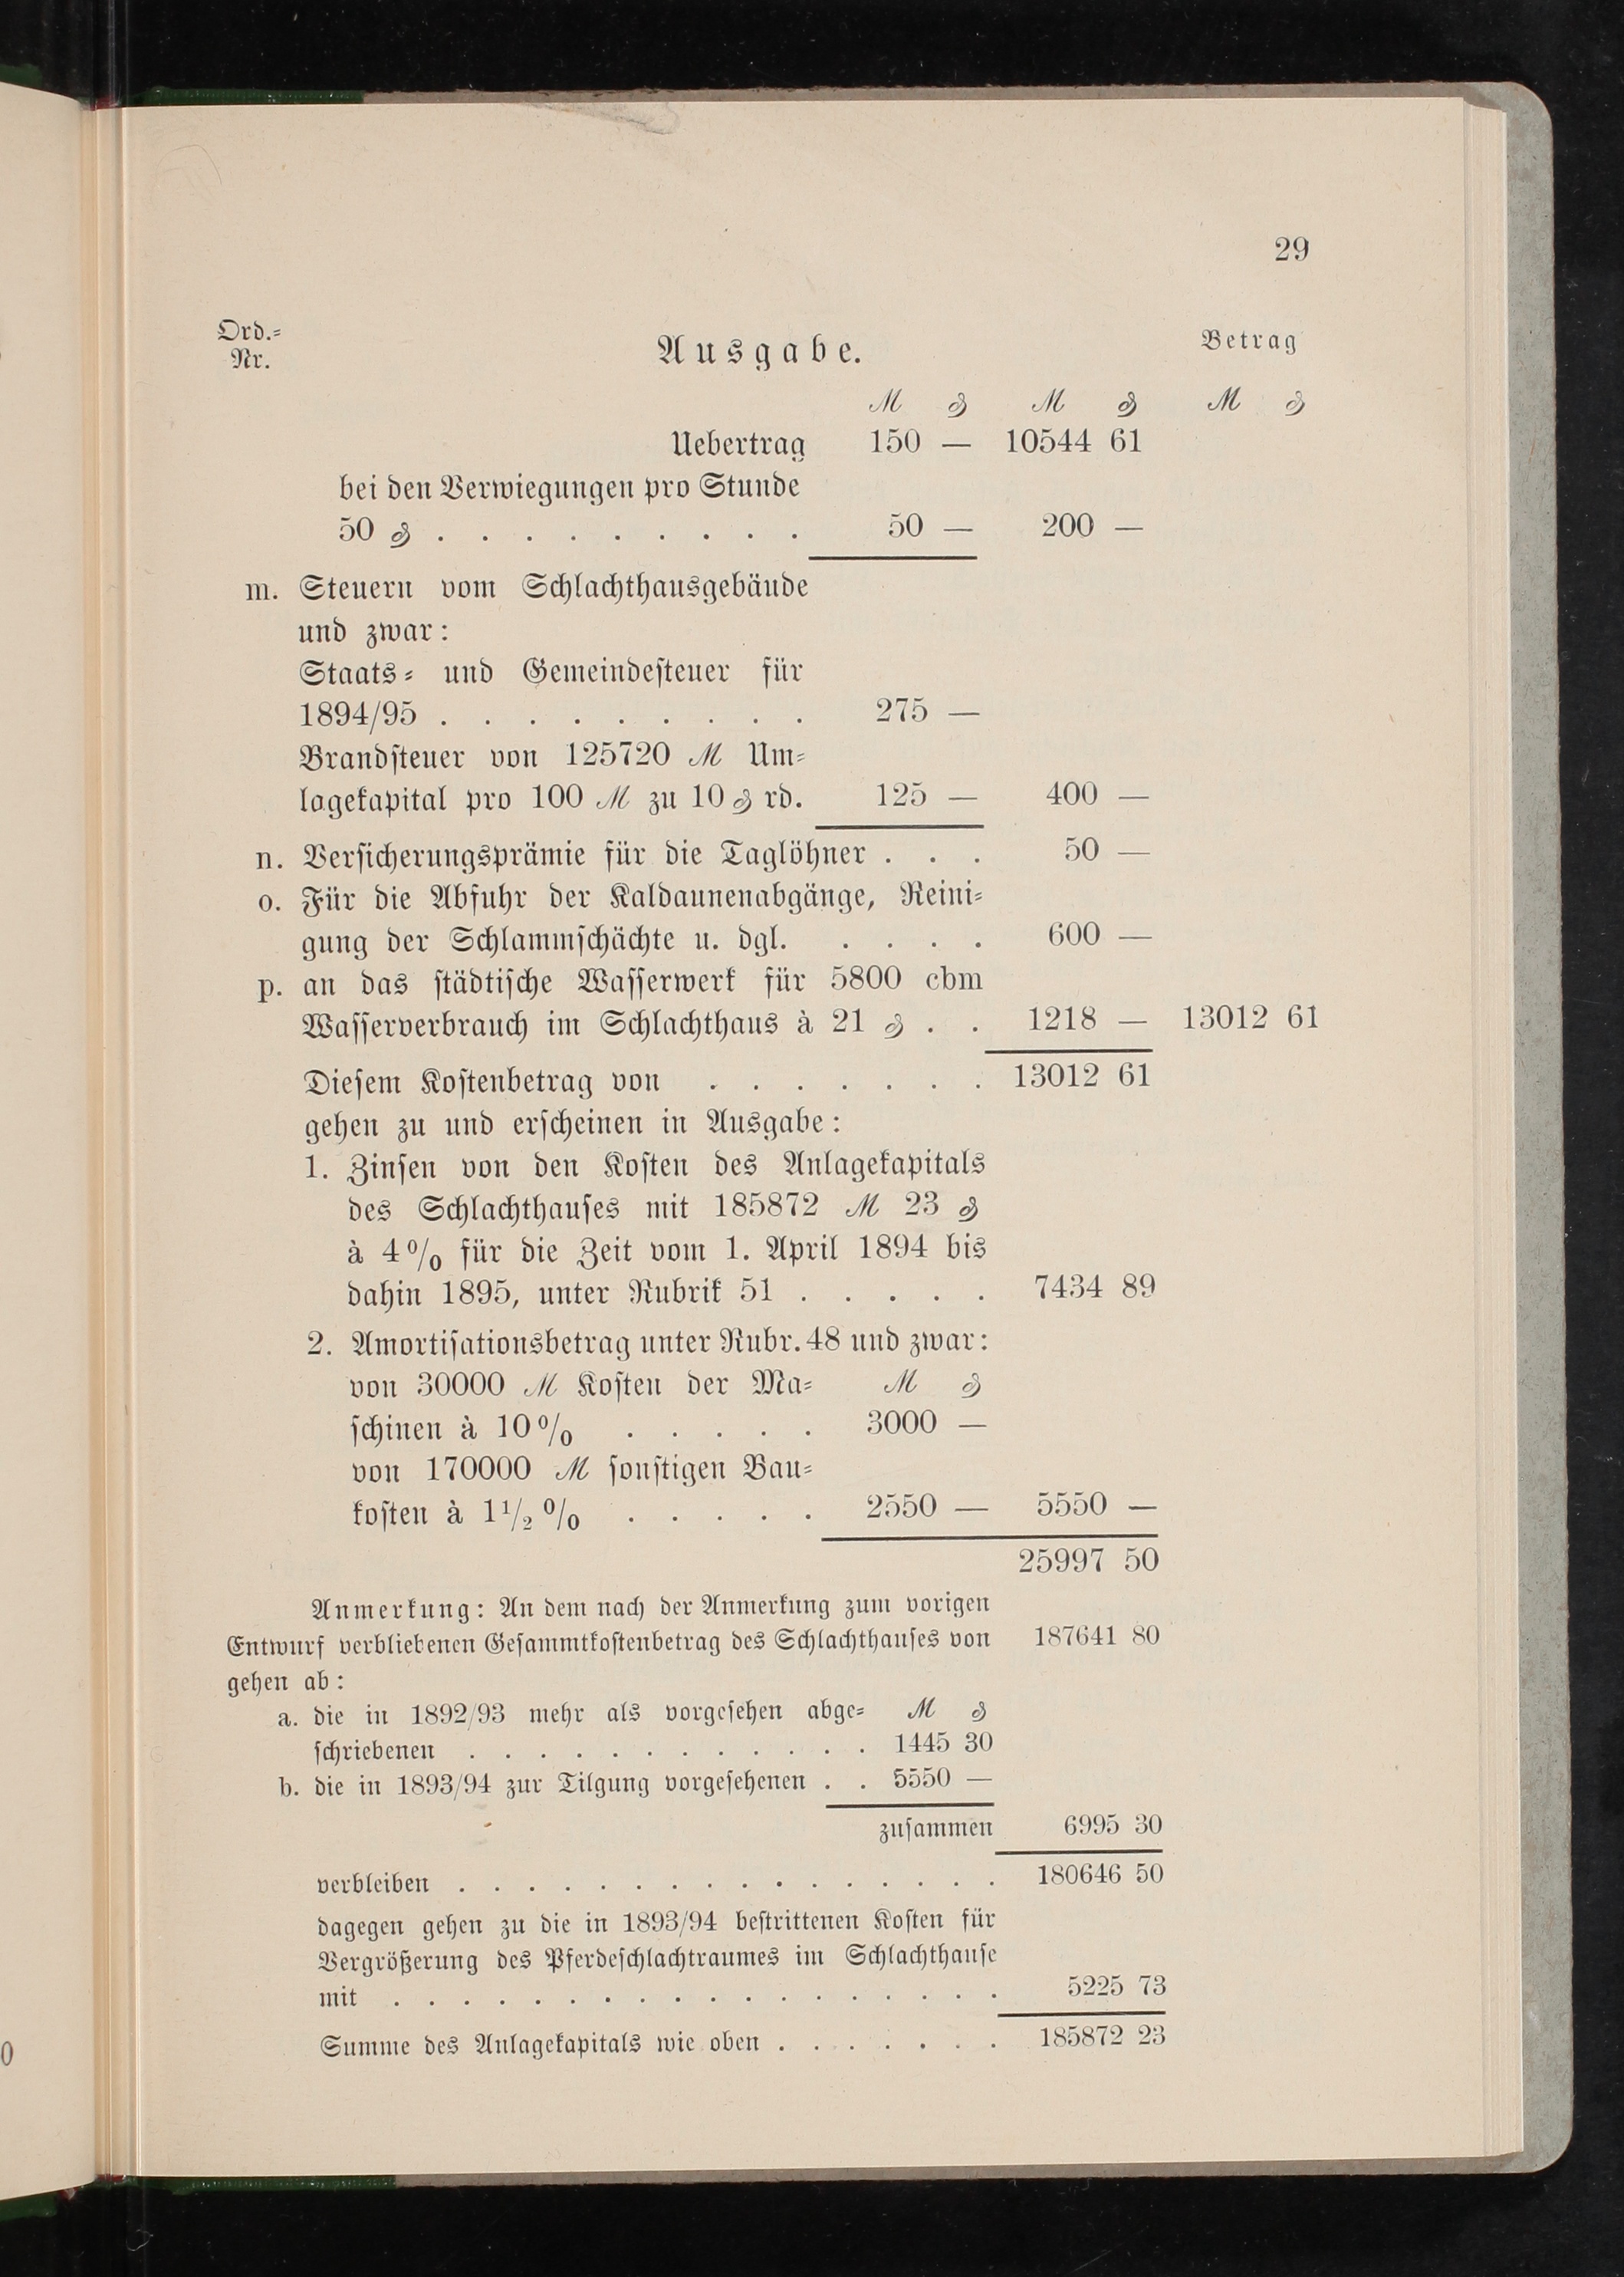 29
Ord.-
Nr.
Ausgabe.
Betrag
ℳ ₰ ℳ ₰ ℳ ₰
Uebertrag 150 — 10544 61
bei den Verwiegungen pro Stunde
50 ₰ . . . . . . . . . 50 — 200 —
m. Steuern vom Schlachthausgebäude
und zwar:
Staats- und Gemeindesteuer für
1894/95 . . . . . . . . . 275 —
Brandsteuer von 125720 ℳ Um-
lagekapital pro 100 ℳ zu 10 ₰ rd. 125 — 400 —
n. Versicherungsprämie für die Taglöhner . . . 50 —
o. Für die Abfuhr der Kaldaunenabgänge, Reini-
gung der Schlammschächte u. dgl. . . . . 600 —
p. an das städtische Wasserwerk für 5800 cbm
Wasserverbrauch im Schlachthaus à 21 ₰ . . 1218 — 13012 61
Diesem Kostenbetrag von . . . . . . . 13012 61
gehen zu und erscheinen in Ausgabe:
1. Zinsen von den Kosten des Anlagekapitals
des Schlachthauses mit 185872 ℳ 23 ₰
à 4% für die Zeit vom 1. April 1894 bis
dahin 1895, unter Rubrik 51 . . . . . 7434 89
2. Amortisationsbetrag unter Rubr. 48 und zwar:
von 30000 ℳ Kosten der Ma- ℳ ₰
schinen à 10% . . . . . 3000 —
von 170000 ℳ sonstigen Bau-
kosten à 1½ % . . . . . 2550 — 5550 —
25997 50
Anmerkung: An dem nach der Anmerkung zum vorigen
Entwurf verbliebenen Gesammtkostenbetrag des Schlachthauses von 187641 80
gehen ab:
a. die in 1892/93 mehr als vorgesehen abge- ℳ ₰
schriebenen . . . . . . . . . . . . 1445 30
b. die in 1893/94 zur Tilgung vorgesehenen . . 5550 —
zusammen 6995 30
verbleiben . . . . . . . . . . . . . . . . 180646 50
dagegen gehen zu die in 1893/94 bestrittenen Kosten für
Vergrößerung des Pferdeschlachtraumes im Schlachthause
mit . . . . . . . . . . . . . . . . . . 5225 73
Summe des Anlagekapitals wie oben . . . . . . . 185872 23
0